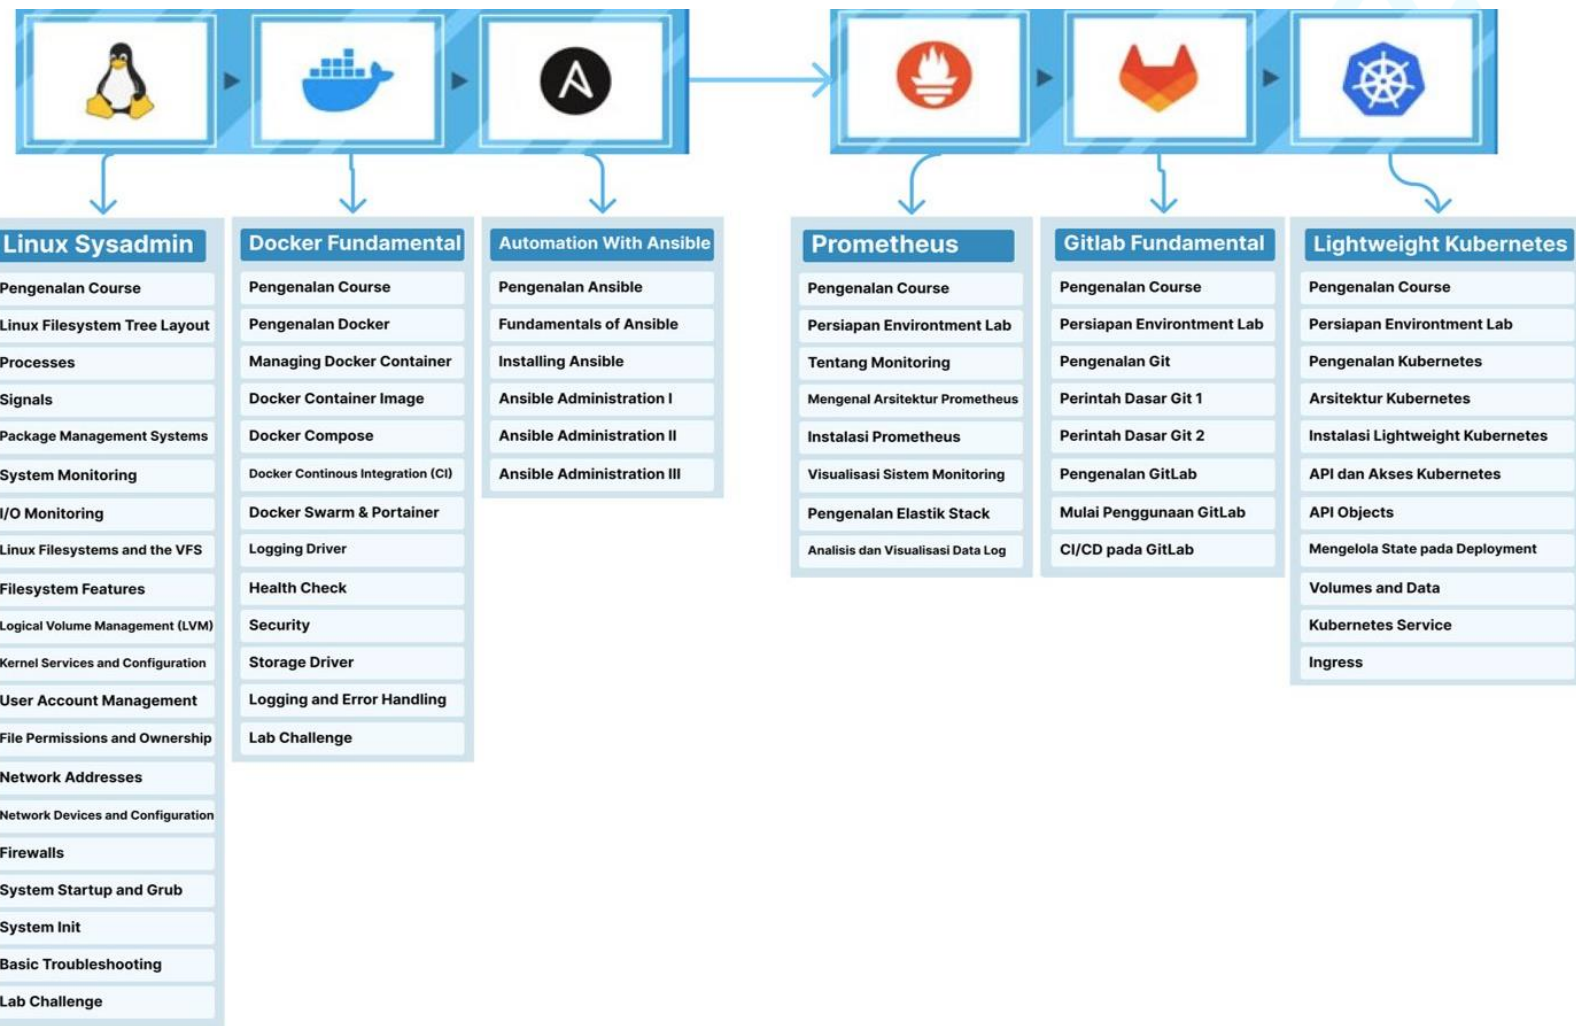 Linux Sysadmin
Pengenalan Course
Linux Filesystem Tree Layout
Processes
Signals
Package Management Systems
System Monitoring
I/O Monitoring
Linux Filesystems and the VFS
Filesystem Features
Logical Volume Management (LVM)
Kernel Services and Configuration
User Account Management
File Permissions and Ownership
Network Addresses
Network Devices and Configuration
Firewalls
System Startup and Grub
System Init
Basic Troubleshooting
Lab Challenge
Docker Fundamental
Pengenalan Course
Pengenalan Docker
Managing Docker Container
Docker Container Image
Docker Compose
Docker Continous Integration (CI)
Docker Swarm & Portainer
Logging Driver
Health Check
Security
Storage Driver
Logging and Error Handling
Lab Challenge
Automation With Ansible
Pengenalan Ansible
Fundamentals of Ansible
Installing Ansible
Ansible Administration I
Ansible Administration II
Ansible Administration III
Prometheus
Pengenalan Course
Persiapan Environtment Lab
Tentang Monitoring
Mengenal Arsitektur Prometheus
Instalasi Prometheus
Visualisasi Sistem Monitoring
Pengenalan Elastik Stack
Analisis dan Visualisasi Data Log
Gitlab Fundamental
Pengenalan Course
Persiapan Environtment Lab
Pengenalan Git
Perintah Dasar Git 1
Perintah Dasar Git 2
Pengenalan GitLab
Mulai Penggunaan GitLab
CI/CD pada GitLab
Lightweight Kubernetes
Pengenalan Course
Persiapan Environtment Lab
Pengenalan Kubernetes
Arsitektur Kubernetes
Instalasi Lightweight Kubernetes
API dan Akses Kubernetes
API Objects
Mengelola State pada Deployment
Volumes and Data
Kubernetes Service
Ingress